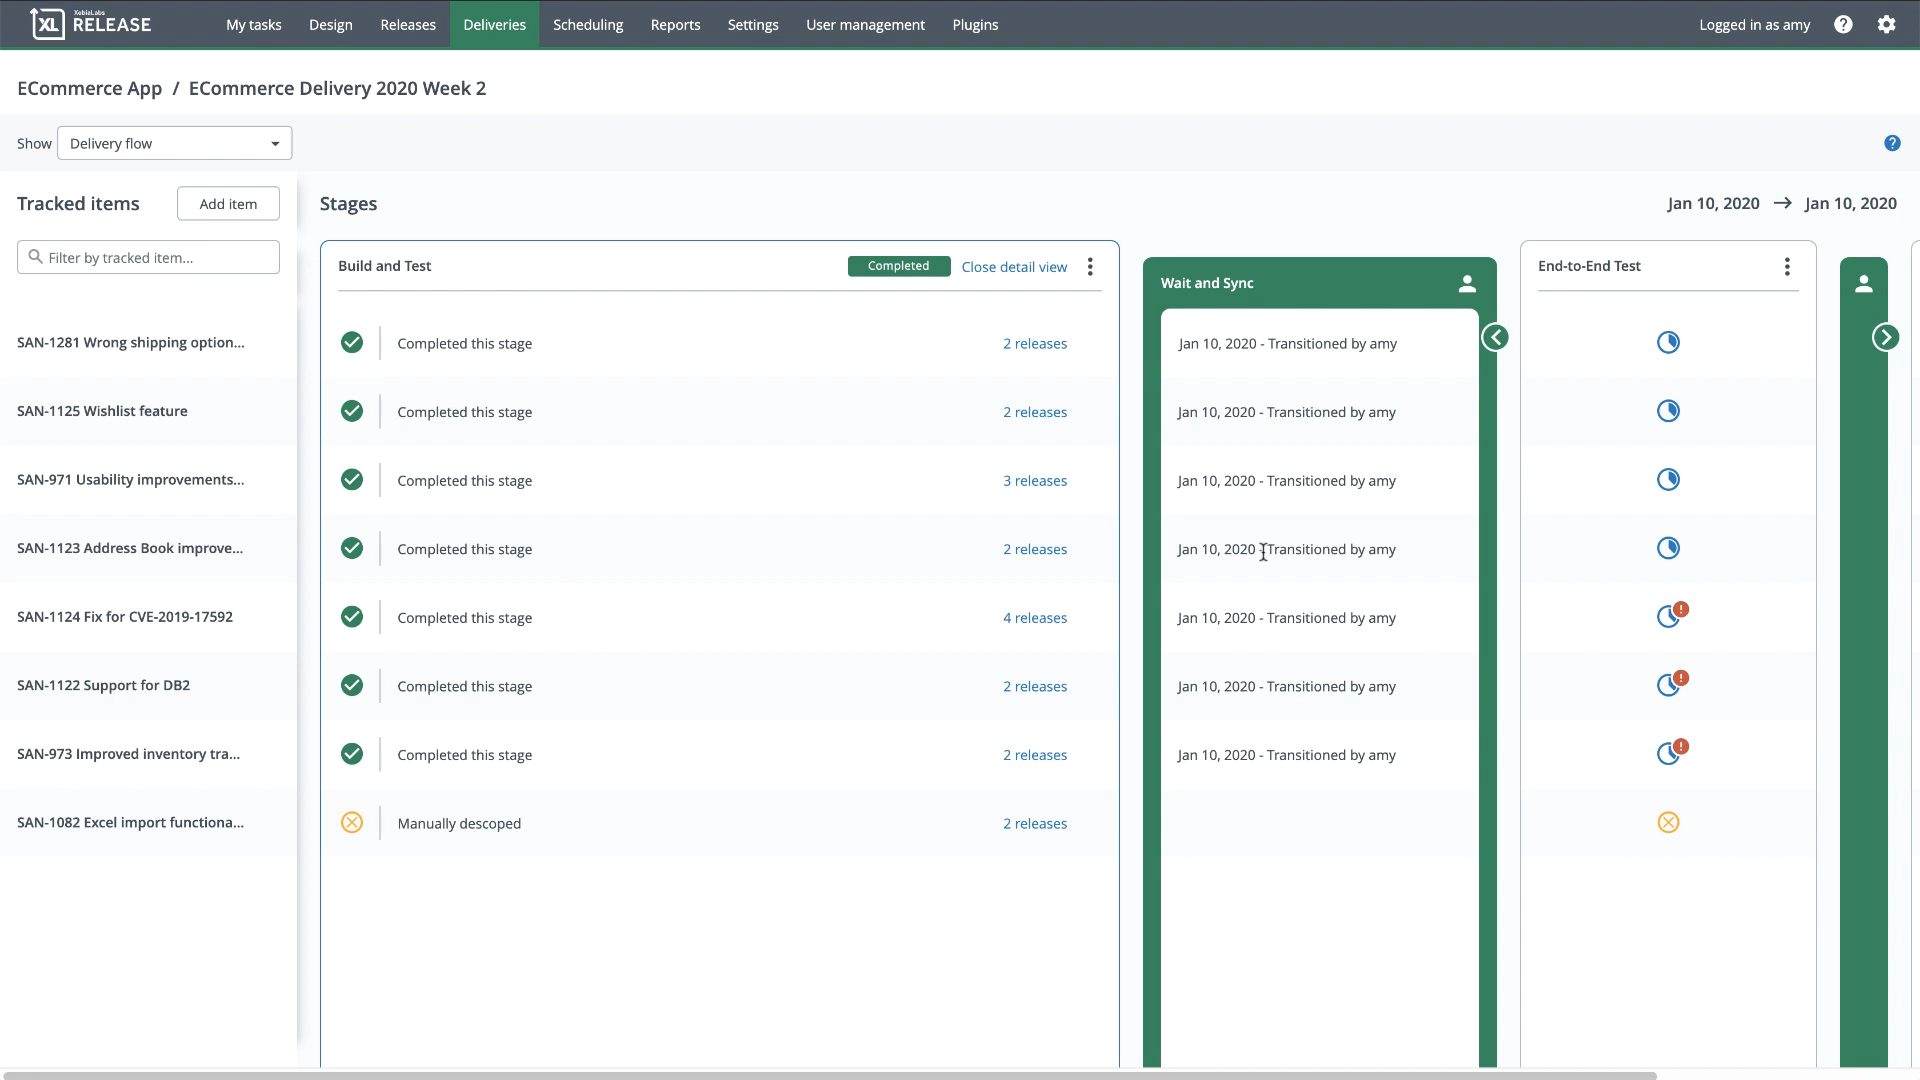 XebiaLabs
XL RELEASE
My tasks Design Releases Deliveries Scheduling Reports Settings User management Plugins Logged in as amy ?
ECommerce App / ECommerce Delivery 2020 Week 2
Show Delivery flow ?
Tracked items Add item Stages Jan 10, 2020 → Jan 10, 2020
Filter by tracked item...
Build and Test Completed Close detail view Wait and Sync End-to-End Test
SAN-1281 Wrong shipping option... Completed this stage 2 releases Jan 10, 2020 - Transitioned by amy
SAN-1125 Wishlist feature Completed this stage 2 releases Jan 10, 2020 - Transitioned by amy
SAN-971 Usability improvements... Completed this stage 3 releases Jan 10, 2020 - Transitioned by amy
SAN-1123 Address Book improve... Completed this stage 2 releases Jan 10, 2020 - Transitioned by amy
SAN-1124 Fix for CVE-2019-17592 Completed this stage 4 releases Jan 10, 2020 - Transitioned by amy !
SAN-1122 Support for DB2 Completed this stage 2 releases Jan 10, 2020 - Transitioned by amy !
SAN-973 Improved inventory tra... Completed this stage 2 releases Jan 10, 2020 - Transitioned by amy !
SAN-1082 Excel import functiona... Manually descoped 2 releases